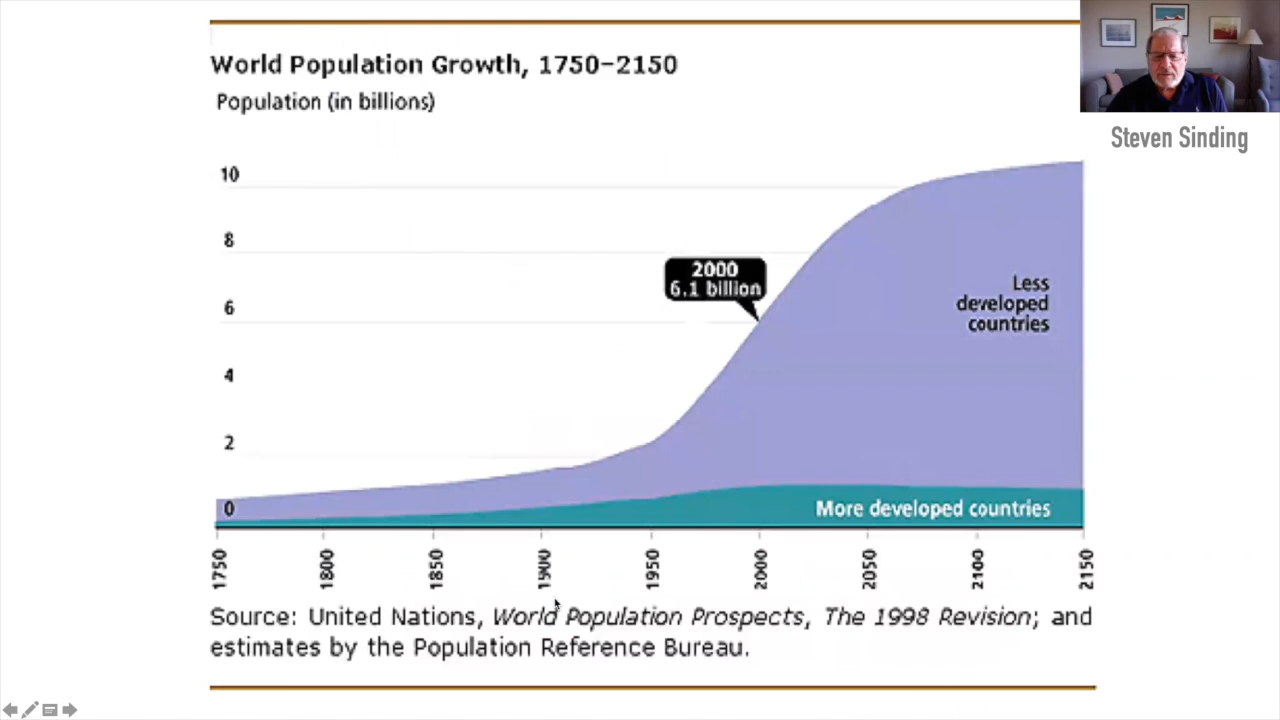 World Population Growth, 1750–2150
Population (in billions)
Steven Sinding
10
8
6
4
2
0
2000
6.1 billion
Less
developed
countries
More developed countries
1750
1800
1850
1900
1950
2000
2050
2100
2150
Source: United Nations, World Population Prospects, The 1998 Revision; and
estimates by the Population Reference Bureau.